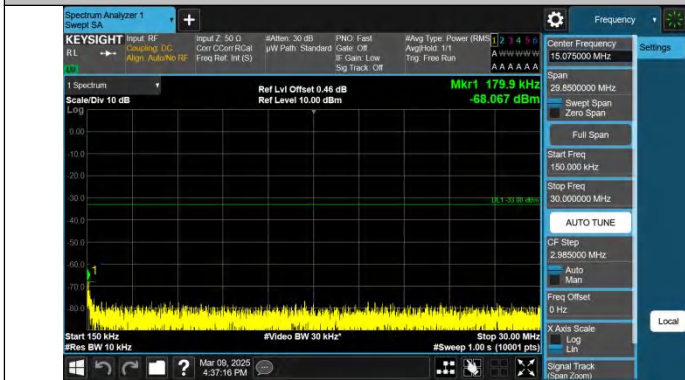 Spectrum Analyzer 1
Swept SA
Frequency
KEYSIGHT
RL
Input: RF
Coupling: DC
Align: Auto/No RF
Input Z: 50 Ω
Corr CCorr RCal
Freq Ref: Int (S)
#Atten: 30 dB
µW Path: Standard
PNO: Fast
Gate: Off
IF Gain: Low
Sig Track: Off
#Avg Type: Power (RMS
Avg|Hold: 1/1
Trig: Free Run
1 2 3 4 5 6
A W W W W W
A A A A A A
1 Spectrum
Scale/Div 10 dB
Log
Ref Lvl Offset 0.46 dB
Ref Level 10.00 dBm
Mkr1 179.9 kHz
-68.067 dBm
0.00
-10.0
-20.0
-30.0
-40.0
-50.0
-60.0
-70.0
-80.0
DL1 -33.00 dBm
1
Start 150 kHz
#Res BW 10 kHz
#Video BW 30 kHz*
Stop 30.00 MHz
#Sweep 1.00 s (10001 pts)
Mar 09, 2025
4:37:16 PM
Center Frequency
15.075000 MHz
Settings
Span
29.8500000 MHz
Swept Span
Zero Span
Full Span
Start Freq
150.000 kHz
Stop Freq
30.000000 MHz
AUTO TUNE
CF Step
2.985000 MHz
Auto
Man
Freq Offset
0 Hz
X Axis Scale
Log
Lin
Local
Signal Track
(Span Zoom)